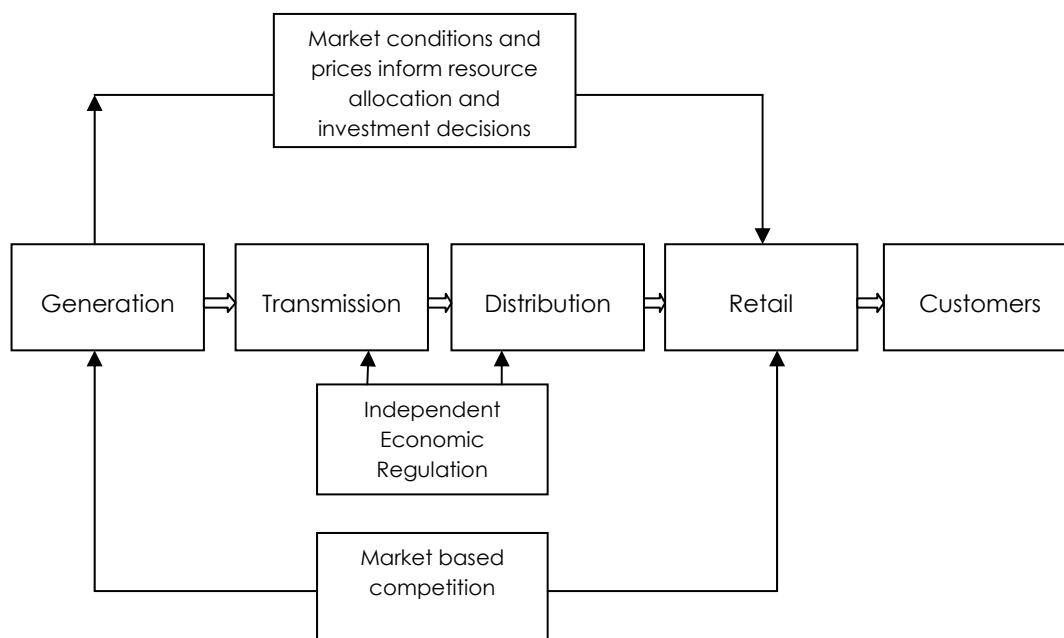 Market conditions and
prices inform resource
allocation and
investment decisions
Generation
Transmission
Distribution
Retail
Customers
Independent
Economic
Regulation
Market based
competition